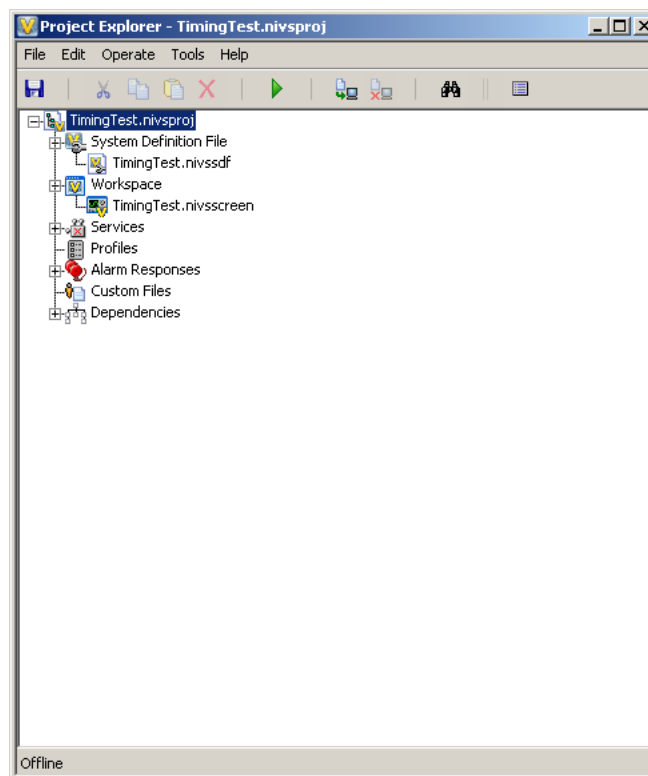 Project Explorer - TimingTest.nivsproj
File Edit Operate Tools Help
TimingTest.nivsproj
System Definition File
TimingTest.nivssdf
Workspace
TimingTest.nivsscreen
Services
Profiles
Alarm Responses
Custom Files
Dependencies
Offline